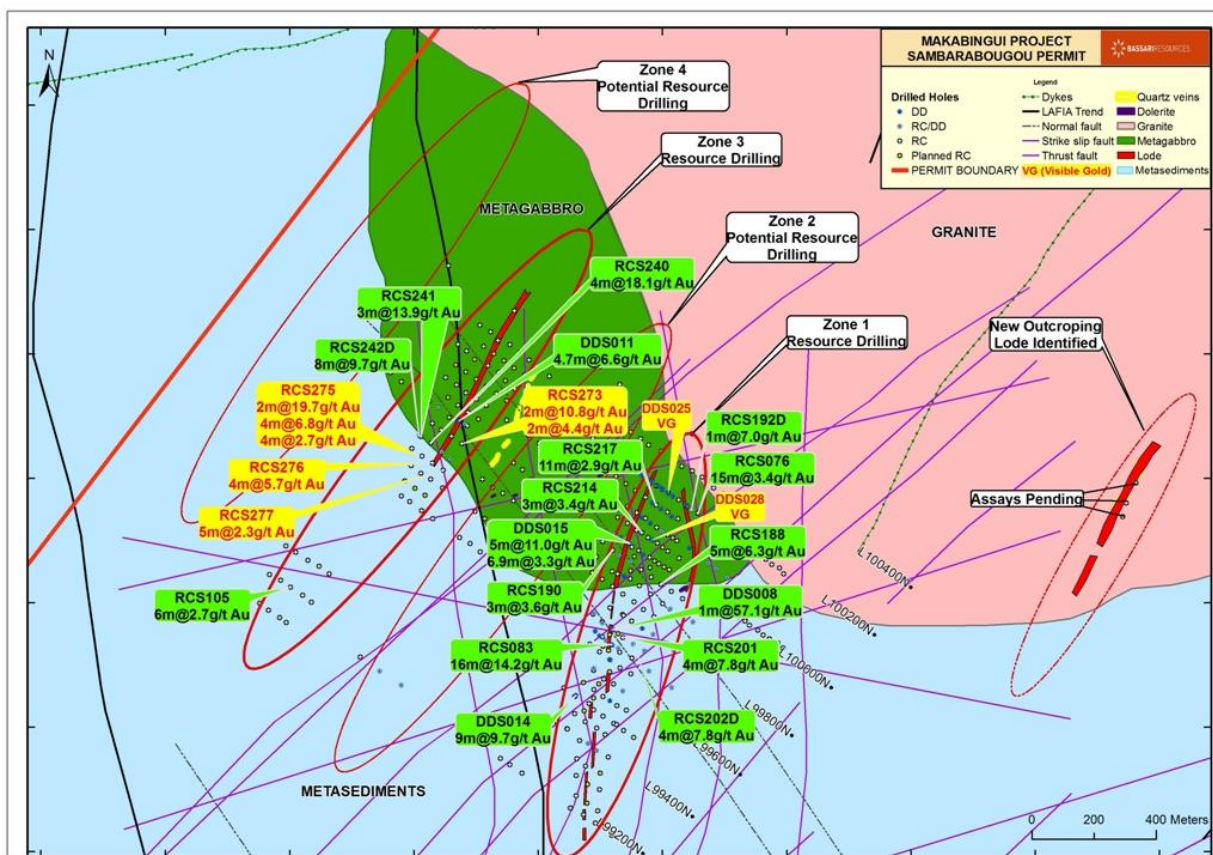 MAKABINGUI PROJECT
SAMBARABOUGOU PERMIT
BASSARI RESOURCES
Legend
Drilled Holes
DD
RC/DD
RC
Planned RC
PERMIT BOUNDARY
Dykes
LAFIA Trend
Normal fault
Strike slip fault
Thrust fault
VG (Visible Gold)
Quartz veins
Dolerite
Granite
Metagabbro
Lode
Metasediments
N
Zone 4
Potential Resource
Drilling
Zone 3
Resource Drilling
METAGABBRO
Zone 2
Potential Resource
Drilling
GRANITE
RCS240
4m@18.1g/t Au
RCS241
3m@13.9g/t Au
Zone 1
Resource Drilling
New Outcroping
Lode Identified
RCS242D
8m@9.7g/t Au
DDS011
4.7m@6.6g/t Au
RCS275
2m@19.7g/t Au
4m@6.8g/t Au
4m@2.7g/t Au
RCS273
2m@10.8g/t Au
2m@4.4g/t Au
DDS025
VG
RCS192D
1m@7.0g/t Au
RCS217
11m@2.9g/t Au
RCS276
4m@5.7g/t Au
RCS076
15m@3.4g/t Au
RCS214
3m@3.4g/t Au
DDS028
VG
Assays Pending
RCS277
5m@2.3g/t Au
DDS015
5m@11.0g/t Au
6.9m@3.3g/t Au
RCS188
5m@6.3g/t Au
L100400N
RCS105
6m@2.7g/t Au
RCS190
3m@3.6g/t Au
DDS008
1m@57.1g/t Au
L100200N
RCS083
16m@14.2g/t Au
RCS201
4m@7.8g/t Au
L100000N
DDS014
9m@9.7g/t Au
RCS202D
4m@7.8g/t Au
L99800N
L99600N
METASEDIMENTS
L99400N
L99200N
0 200 400 Meters